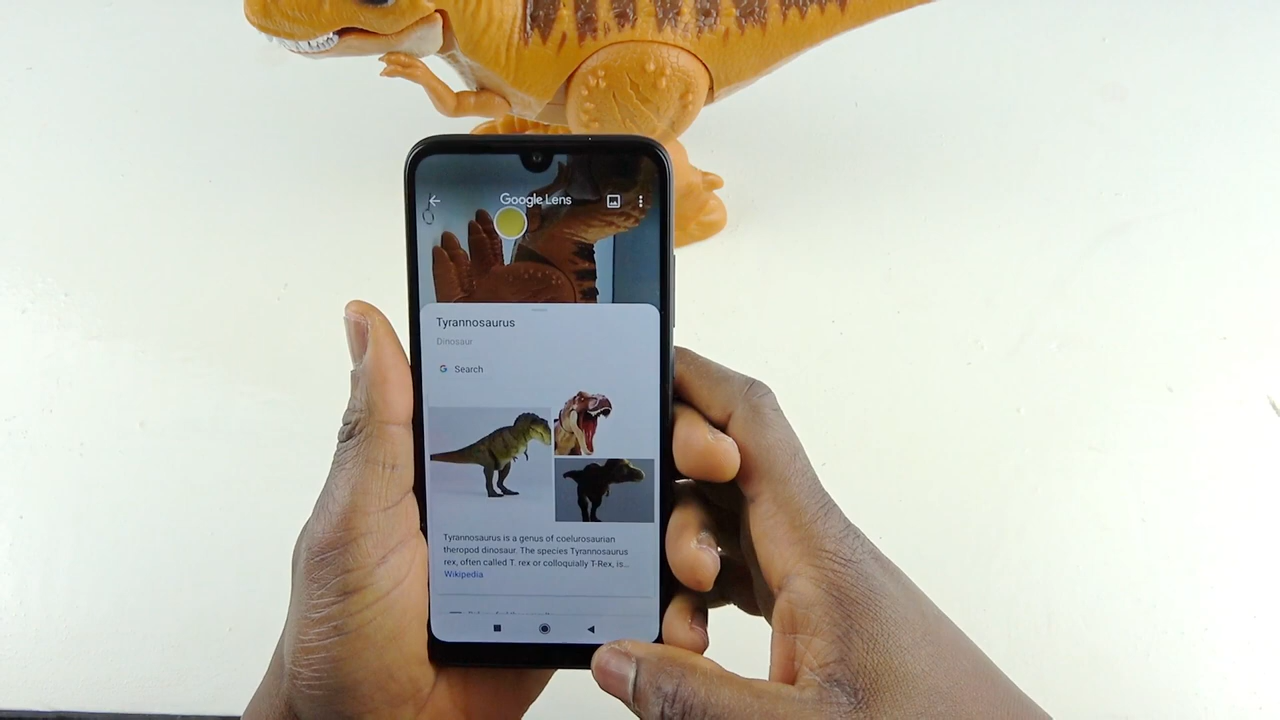 Google Lens
Tyrannosaurus
Dinosaur
Search
Tyrannosaurus is a genus of coelurosaurian
theropod dinosaur. The species Tyrannosaurus
rex, often called T. rex or colloquially T-Rex, is...
Wikipedia